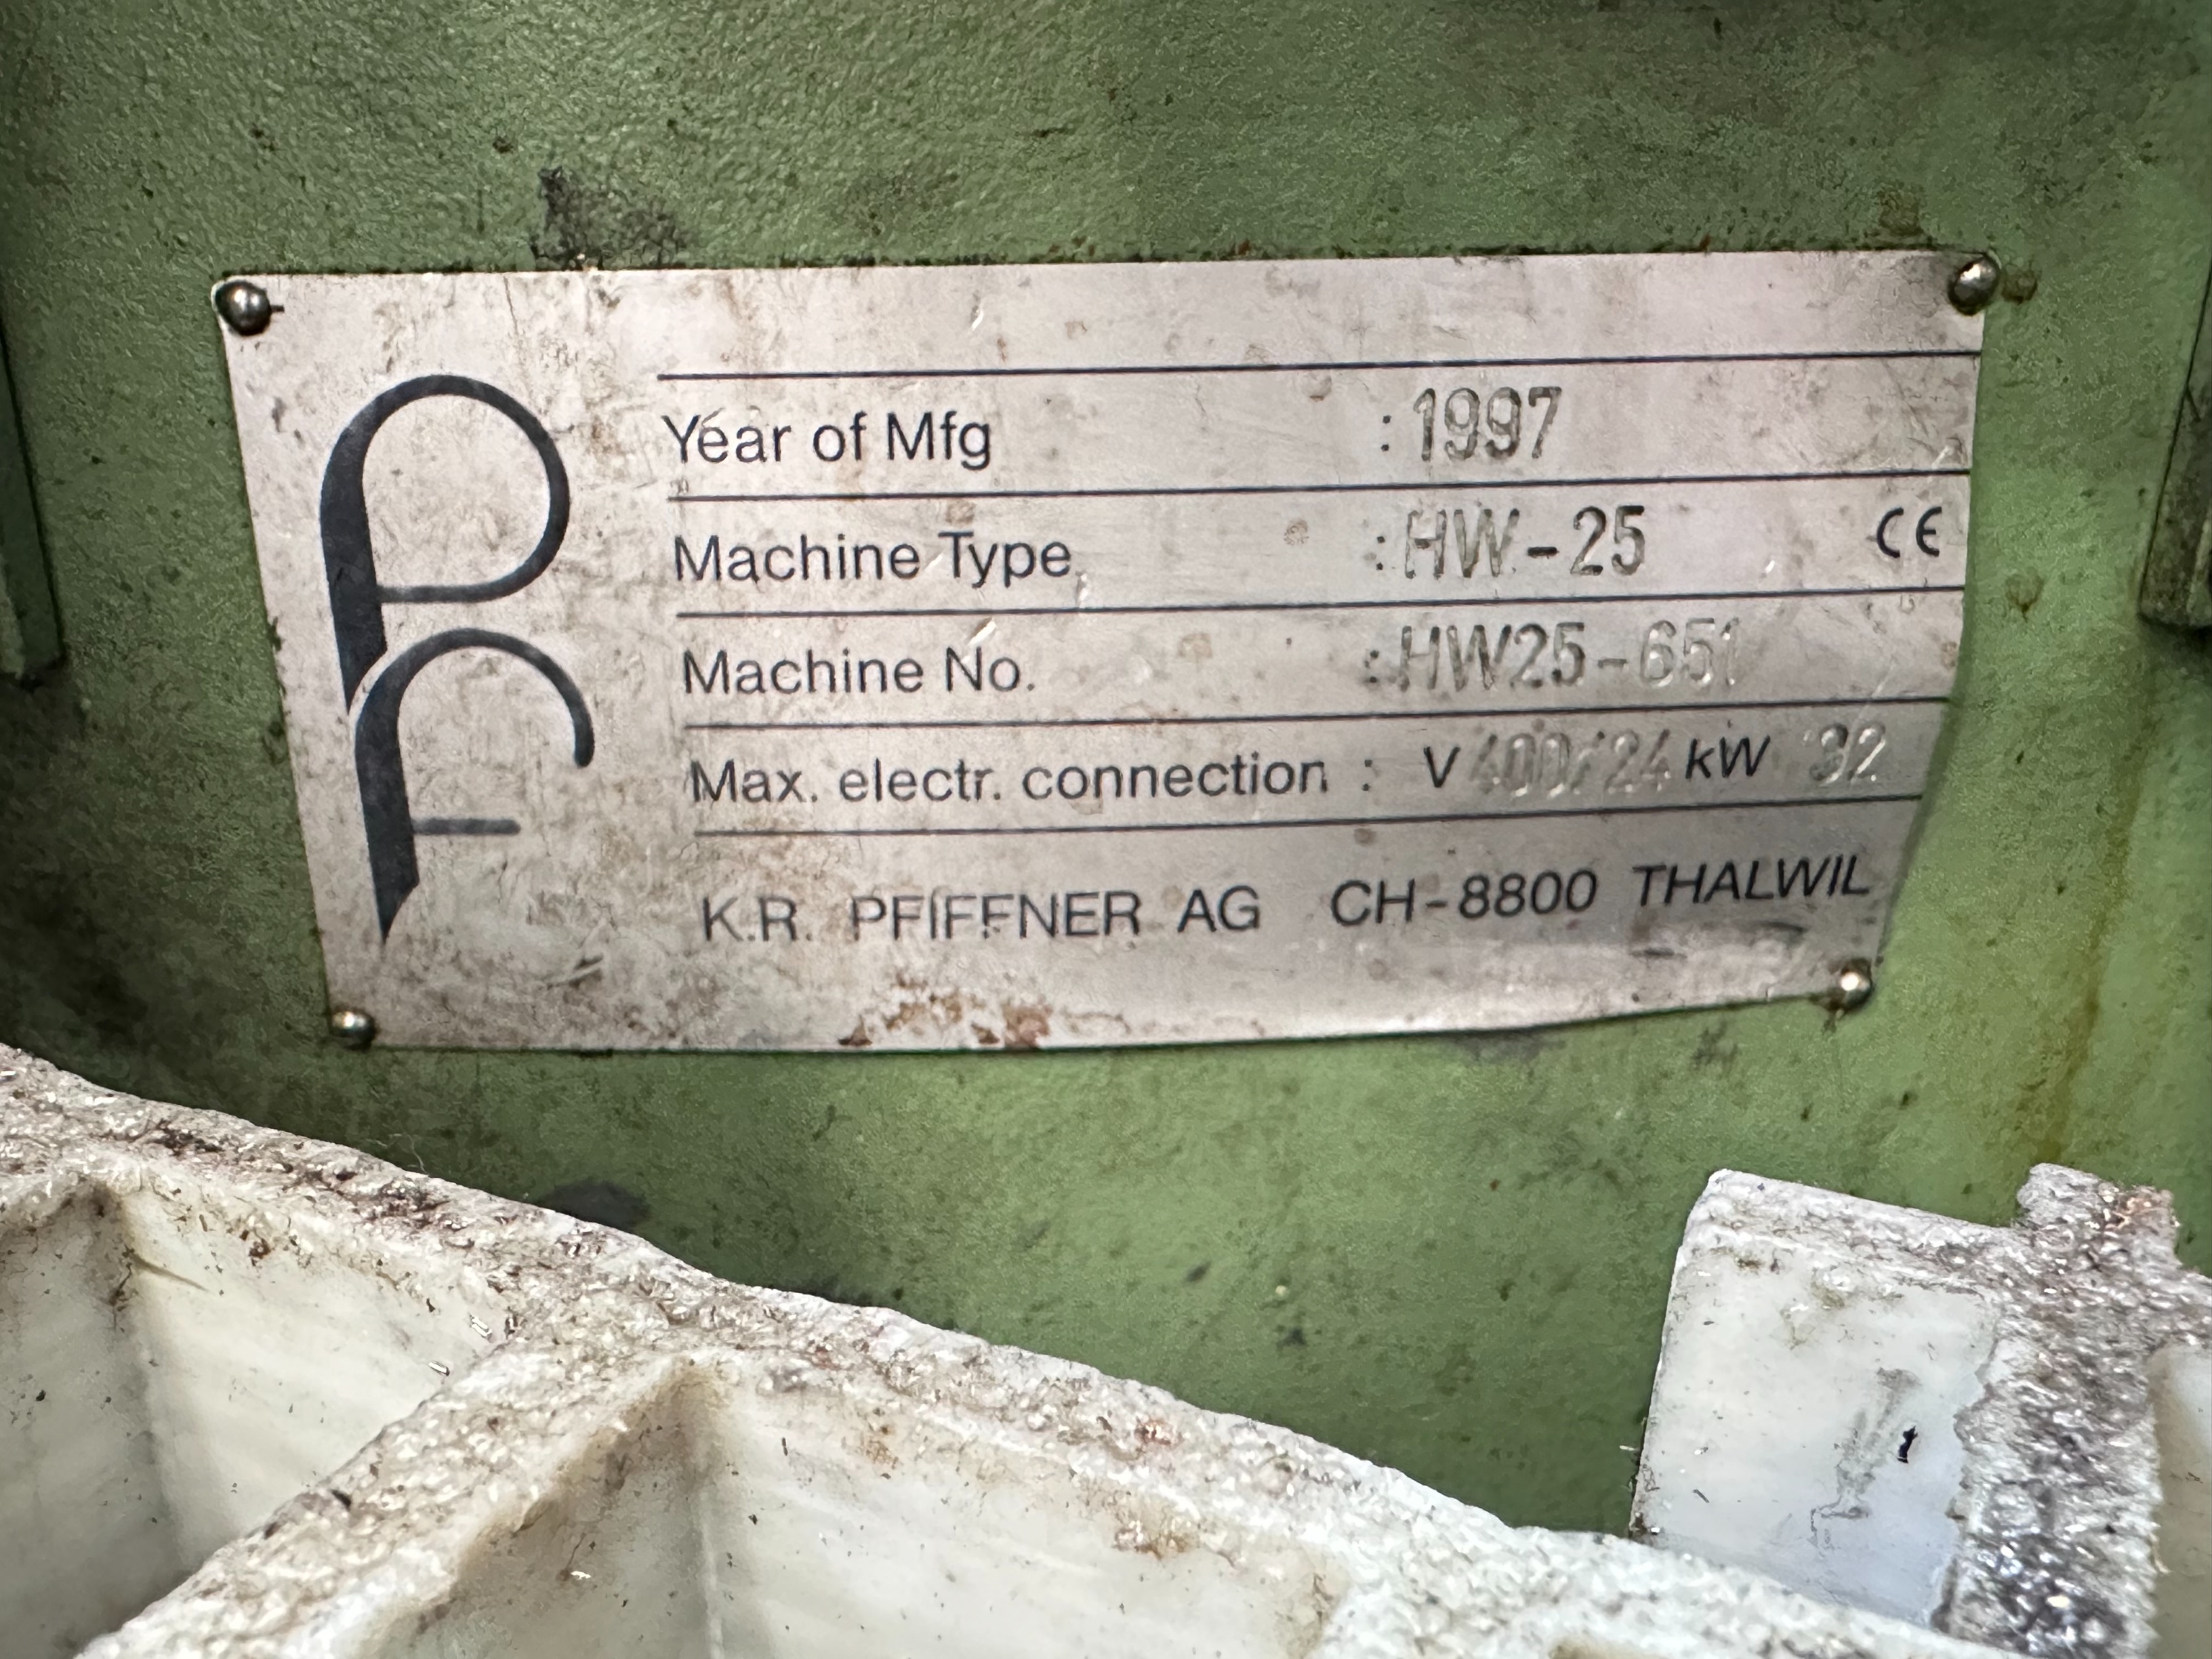 Year of Mfg : 1997
Machine Type : HW-25 CE
Machine No. : HW25-651
Max. electr. connection : V 400/24 kW 32
K.R. PFIFFNER AG CH-8800 THALWIL
PF